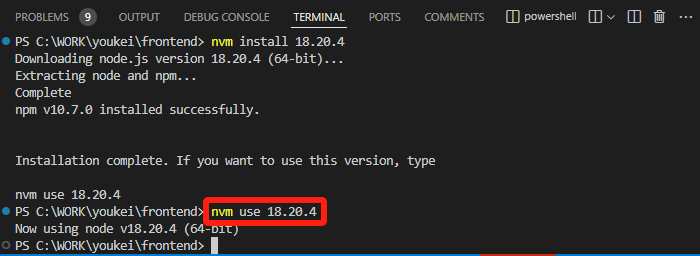 PROBLEMS 9 OUTPUT DEBUG CONSOLE TERMINAL PORTS COMMENTS powershell
PS C:\WORK\youkei\frontend> nvm install 18.20.4
Downloading node.js version 18.20.4 (64-bit)...
Extracting node and npm...
Complete
npm v10.7.0 installed successfully.
Installation complete. If you want to use this version, type
nvm use 18.20.4
PS C:\WORK\youkei\frontend> nvm use 18.20.4
Now using node v18.20.4 (64-bit)
PS C:\WORK\youkei\frontend>